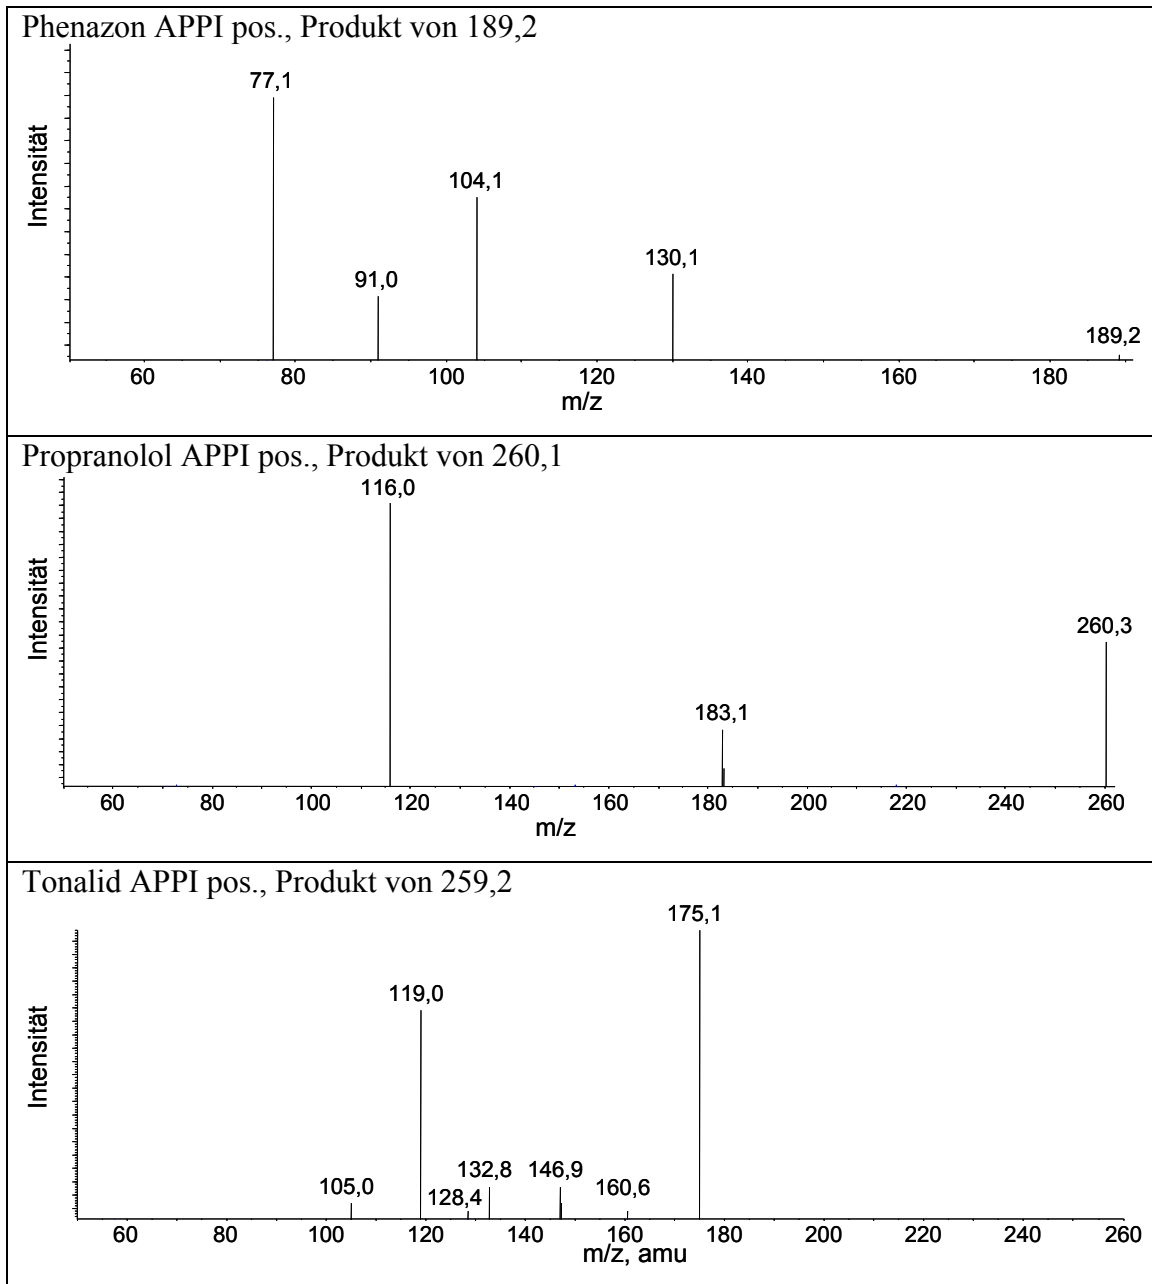 Phenazon APPI pos., Produkt von 189,2
77,1
104,1
130,1
91,0
189,2
Intensität
60 80 100 120 140 160 180
m/z
Propranolol APPI pos., Produkt von 260,1
116,0
260,3
183,1
Intensität
60 80 100 120 140 160 180 200 220 240 260
m/z
Tonalid APPI pos., Produkt von 259,2
175,1
119,0
132,8 146,9
105,0 128,4 160,6
Intensität
60 80 100 120 140 160 180 200 220 240 260
m/z, amu